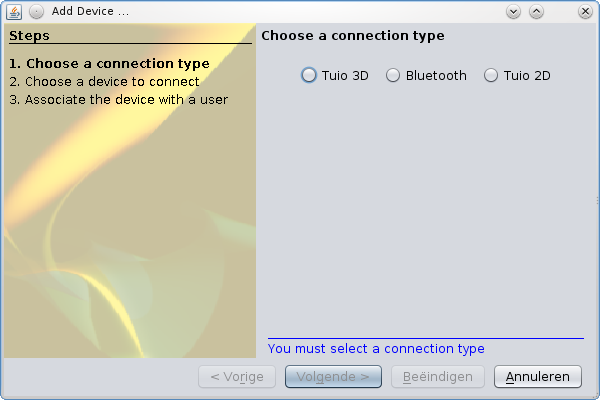 Add Device ...
Steps
1. Choose a connection type
2. Choose a device to connect
3. Associate the device with a user
Choose a connection type
Tuio 3D Bluetooth Tuio 2D
You must select a connection type
< Vorige Volgende > Beëindigen Annuleren